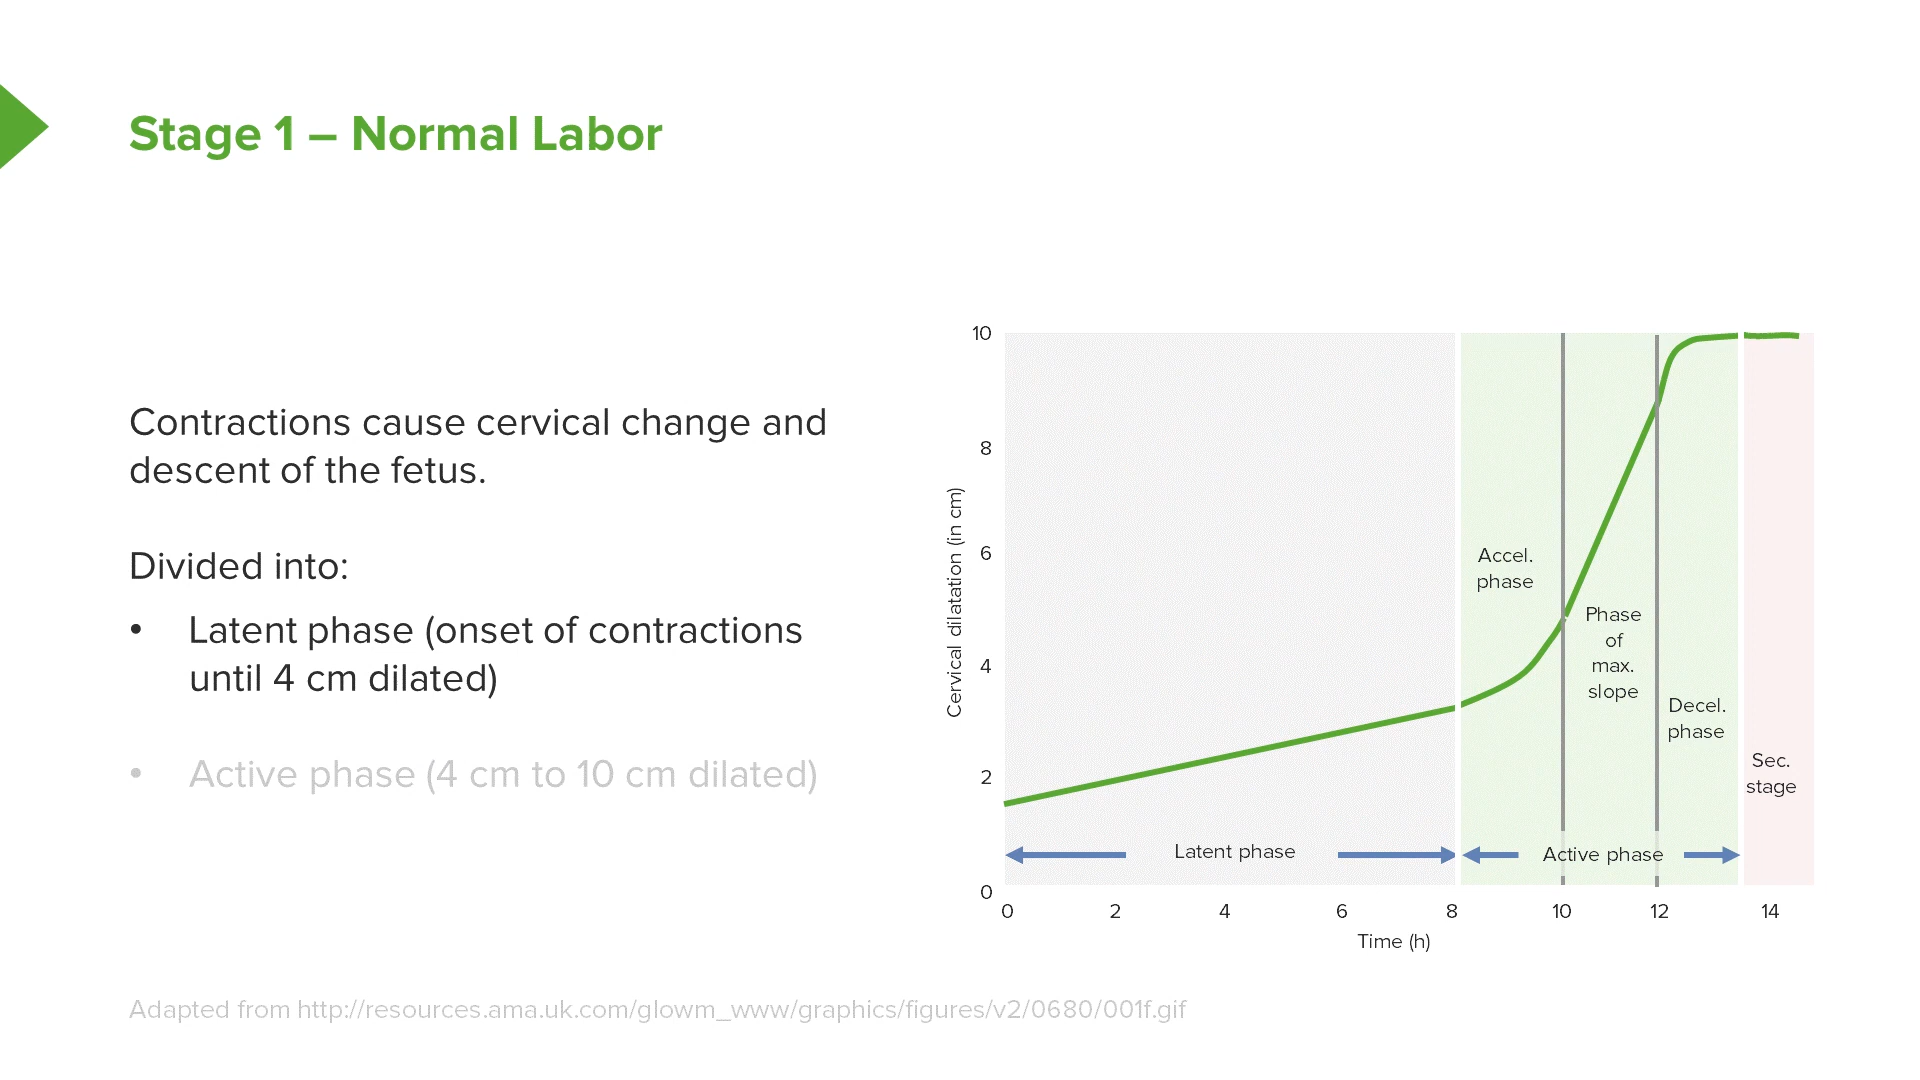 Stage 1 – Normal Labor
Contractions cause cervical change and
descent of the fetus.
Divided into:
• Latent phase (onset of contractions
until 4 cm dilated)
• Active phase (4 cm to 10 cm dilated)
Cervical dilatation (in cm)
10
8
6
4
2
0
Accel.
phase
Phase
of
max.
slope
Decel.
phase
Sec.
stage
Latent phase
Active phase
0 2 4 6 8 10 12 14
Time (h)
Adapted from http://resources.ama.uk.com/glowm_www/graphics/figures/v2/0680/001f.gif